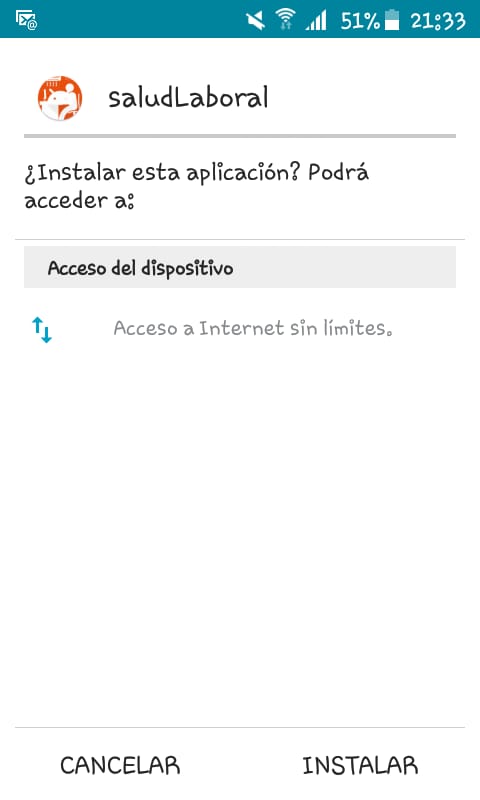 51% 21:33
saludLaboral
¿Instalar esta aplicación? Podrá
acceder a:
Acceso del dispositivo
Acceso a Internet sin límites.
CANCELAR INSTALAR